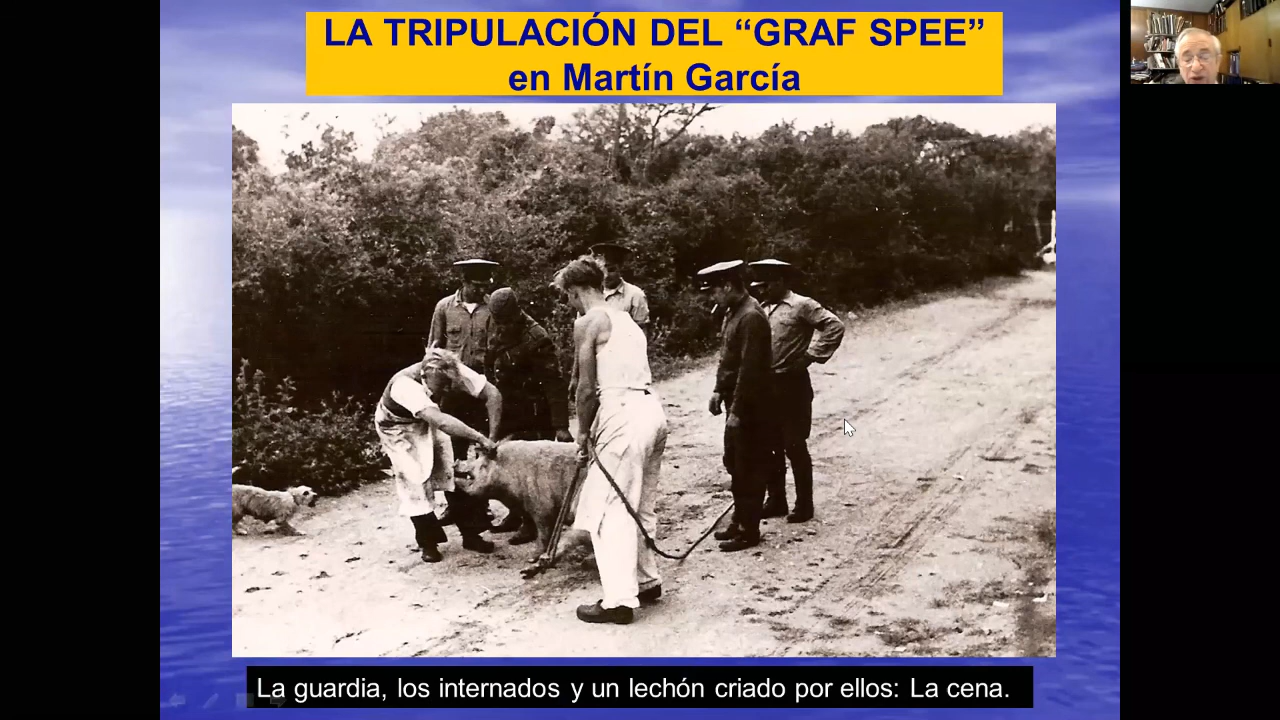 LA TRIPULACIÓN DEL “GRAF SPEE”
en Martín García
La guardia, los internados y un lechón criado por ellos: La cena.